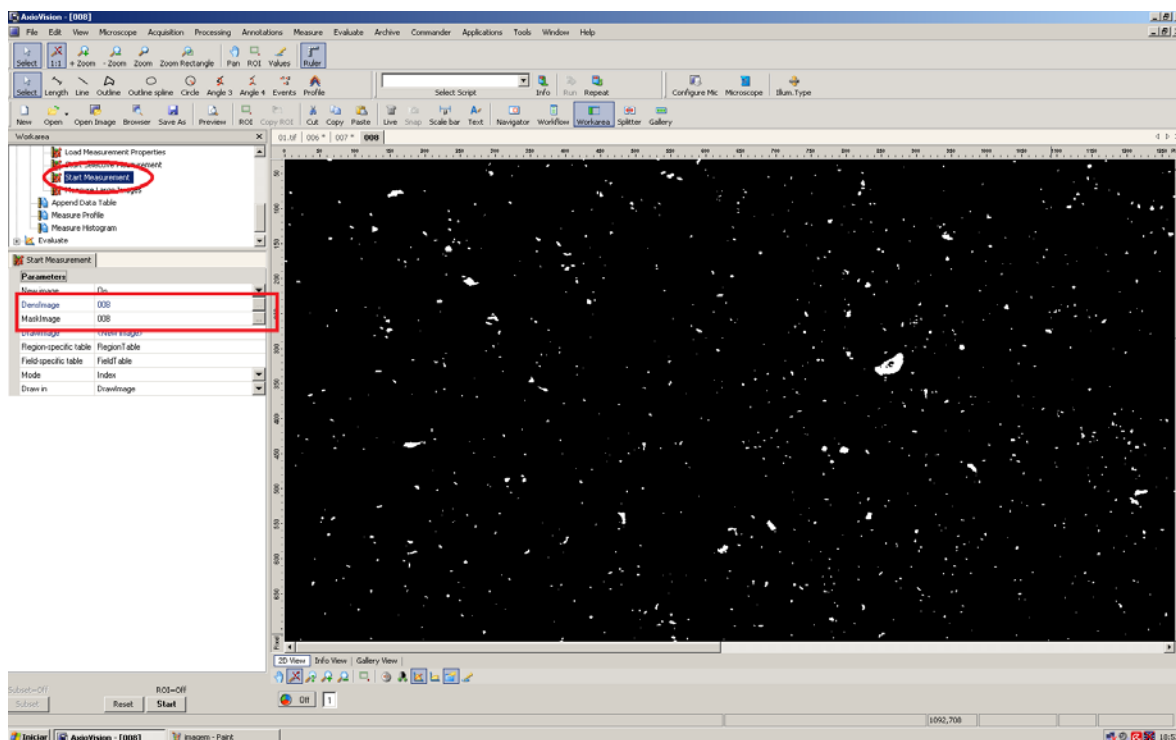 AxioVision - [008]
File Edit View Microscope Acquisition Processing Annotations Measure Evaluate Archive Commander Applications Tools Window Help
Select 1:1 + Zoom - Zoom Zoom Zoom Rectangle Pan ROI Values Ruler
Select Length Line Outline Outline spline Circle Angle 3 Angle 4 Events Profile Select Script Info Run Repeat Configure Mic Microscope Illum.Type
New Open Open Image Browser Save As Preview ROI Copy ROI Cut Copy Paste Live Snap Scale bar Text Navigator Workflow Workarea Splitter Gallery
Workarea
01.tif 006 * 007 * 008
Load Measurement Properties
Start Measurement
Measure Large Images
Append Data Table
Measure Profile
Measure Histogram
Evaluate
Start Measurement
Parameters
New image On
DensImage 008
MaskImage 008 ...
DrawImage <New Image>
Region-specific table RegionTable
Field-specific table FieldTable
Mode Index
Draw in DrawImage
Pixel
2D View Info View Gallery View
Subset=Off ROI=Off
Subset Reset Start
Off 1
1092,708
Iniciar AxioVision - [008] imagem - Paint